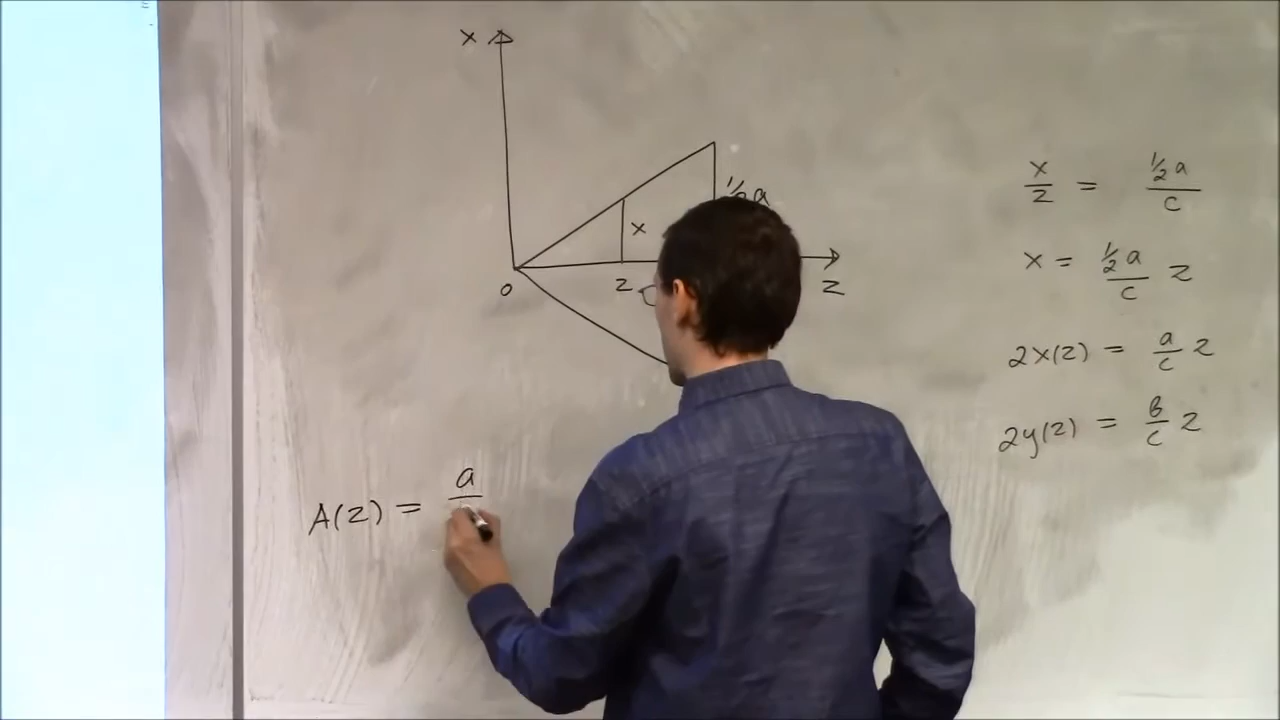 x
½a
x
0
z
z
x/z = ½a/c
x = ½a/c z
2x(z) = a/c z
2y(z) = b/c z
A(z) = a/